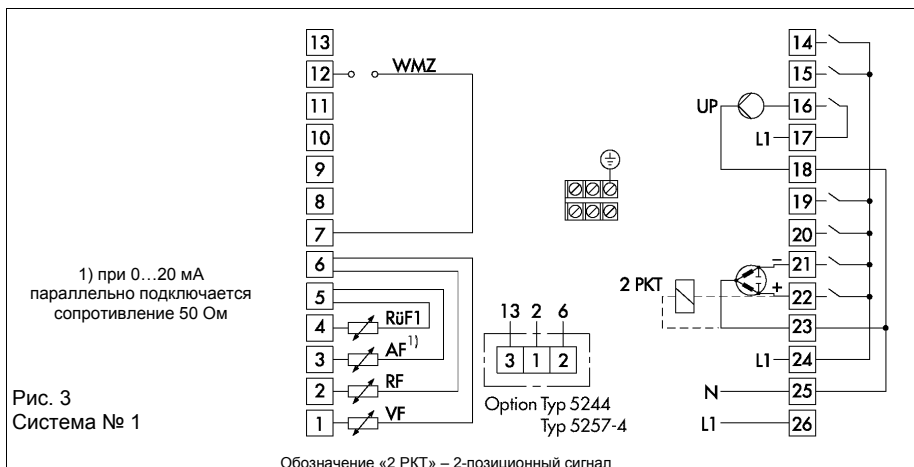 13
12 WMZ
11
10
9
8
7
6
5
4 RüF1
3 AF 1)
2 RF
1 VF
1) при 0...20 мА
параллельно подключается
сопротивление 50 Ом
Рис. 3
Система № 1
13 2 6
3 1 2
Option Typ 5244
Typ 5257-4
14
15
UP 16
L1 17
18
19
20
21 –
2 PKT 22 +
23
L1 24
N 25
L1 26
Обозначение «2 PKT» – 2-позиционный сигнал